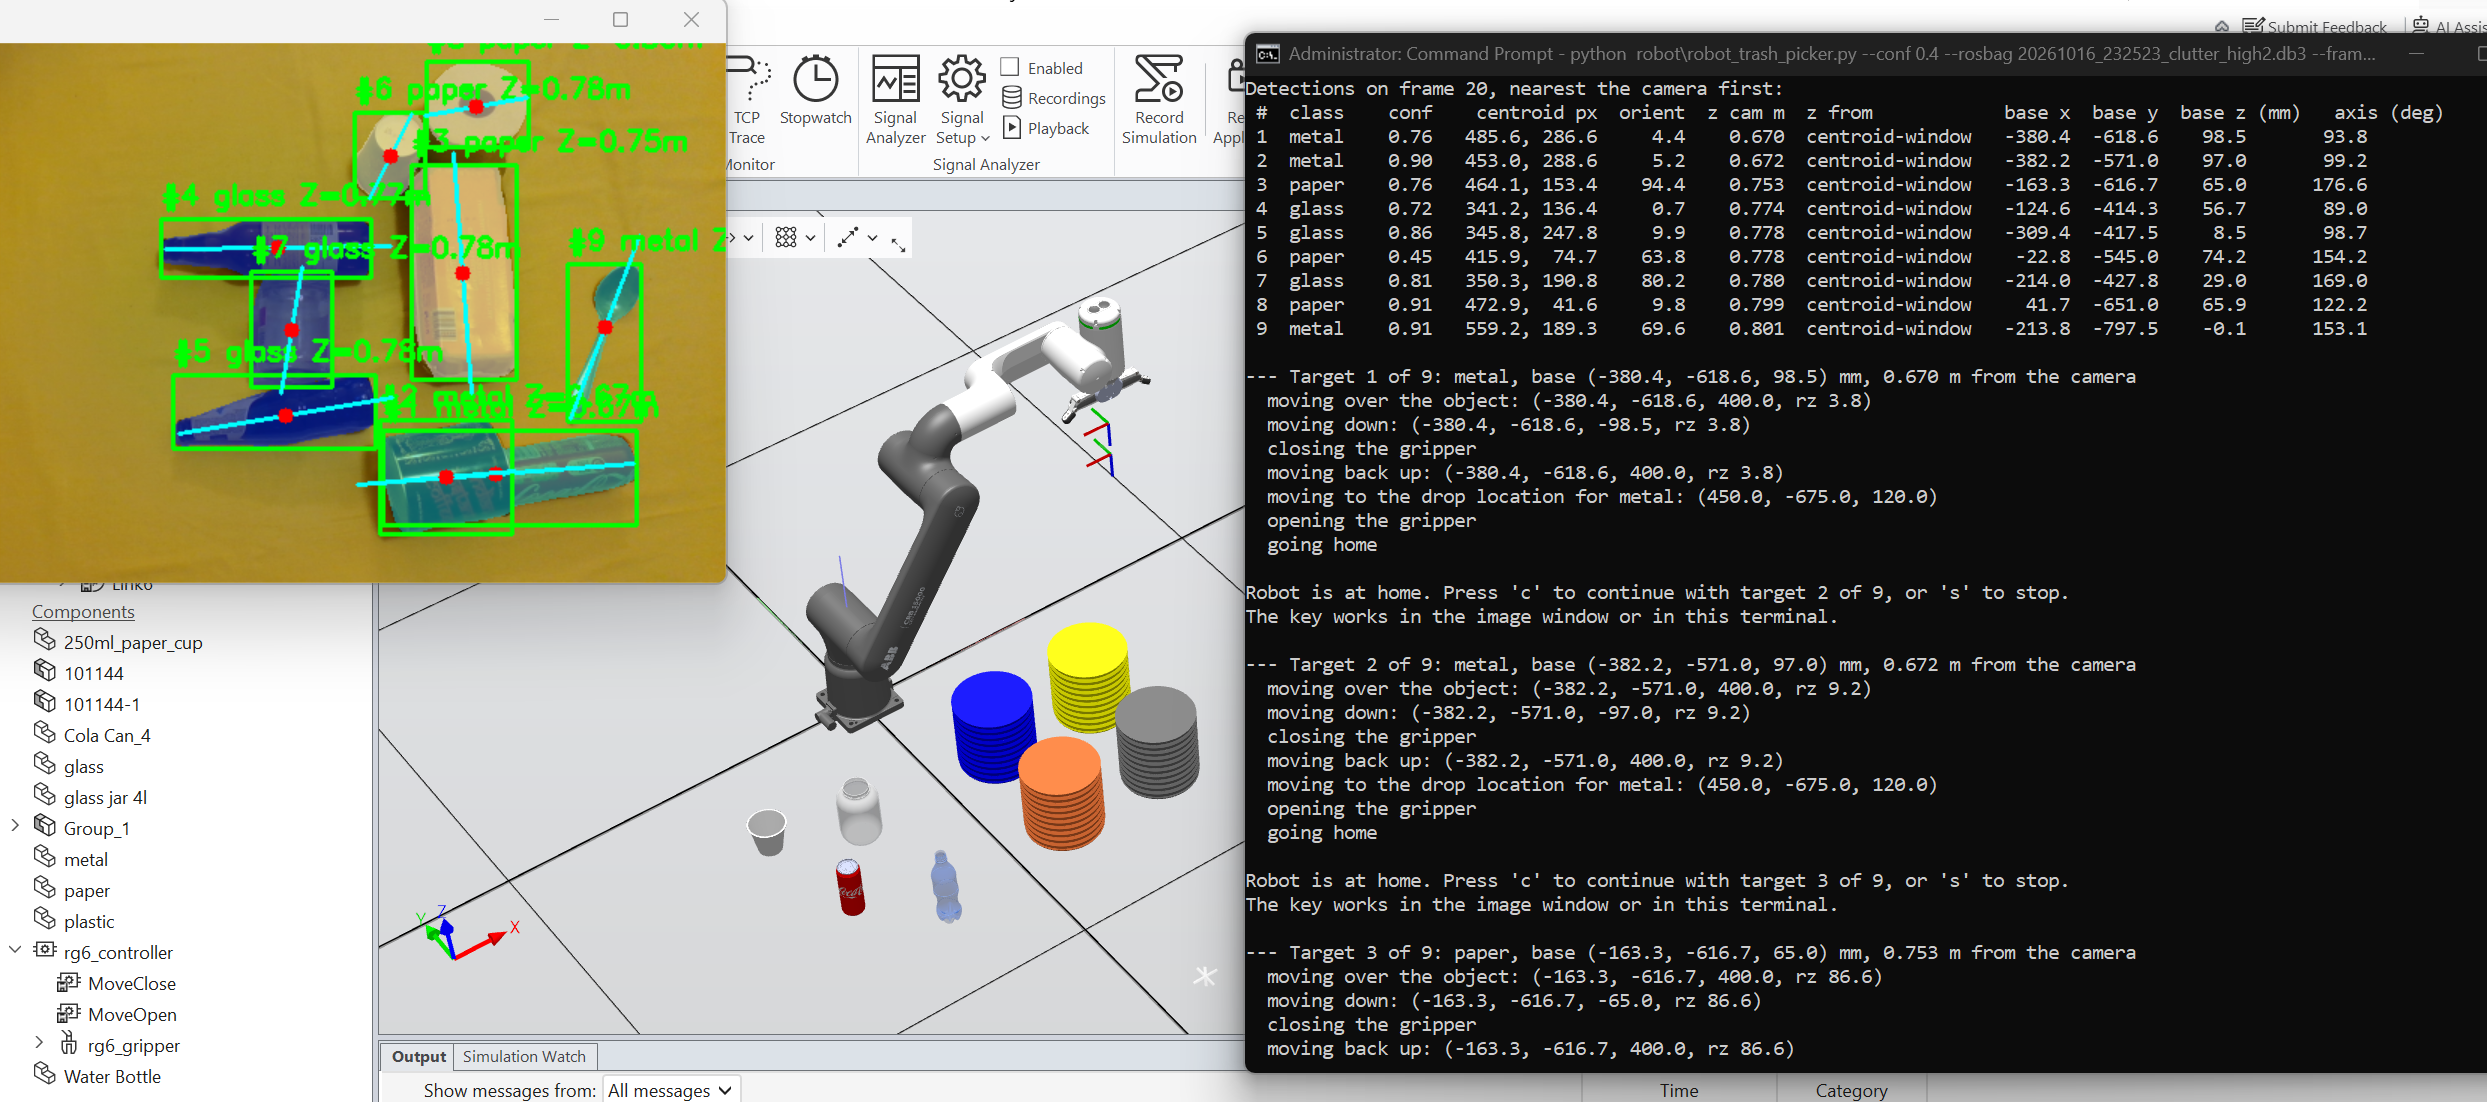 Submit Feedback
AI Assis
TCP
Trace
Stopwatch
Signal
Analyzer
Signal
Setup
Enabled
Recordings
Playback
Record
Simulation
Re
Appl
Monitor
Signal Analyzer
#6 paper Z=0.78m
#3 paper Z=0.75m
#4 glass Z=0.77m
#7 glass Z=0.78m
#9 metal Z
#5 glass Z=0.78m
#2 metal Z=0.67m
#1 metal Z=0.67m
Link6
Components
250ml_paper_cup
101144
101144-1
Cola Can_4
glass
glass jar 4l
Group_1
metal
paper
plastic
rg6_controller
MoveClose
MoveOpen
rg6_gripper
Water Bottle
ABB
Y
Z
X
Output
Simulation Watch
Show messages from:
All messages
Time
Category
Administrator: Command Prompt - python  robot\robot_trash_picker.py --conf 0.4 --rosbag 20261016_232523_clutter_high2.db3 --fram...
Detections on frame 20, nearest the camera first:
#  class    conf    centroid px  orient  z cam m  z from           base x  base y  base z (mm)   axis (deg)
1  metal    0.76   485.6, 286.6     4.4    0.670  centroid-window   -380.4  -618.6    98.5      93.8
2  metal    0.90   453.0, 288.6     5.2    0.672  centroid-window   -382.2  -571.0    97.0      99.2
3  paper    0.76   464.1, 153.4    94.4    0.753  centroid-window   -163.3  -616.7    65.0     176.6
4  glass    0.72   341.2, 136.4     0.7    0.774  centroid-window   -124.6  -414.3    56.7      89.0
5  glass    0.86   345.8, 247.8     9.9    0.778  centroid-window   -309.4  -417.5     8.5      98.7
6  paper    0.45   415.9,  74.7    63.8    0.778  centroid-window    -22.8  -545.0    74.2     154.2
7  glass    0.81   350.3, 190.8    80.2    0.780  centroid-window   -214.0  -427.8    29.0     169.0
8  paper    0.91   472.9,  41.6     9.8    0.799  centroid-window     41.7  -651.0    65.9     122.2
9  metal    0.91   559.2, 189.3    69.6    0.801  centroid-window   -213.8  -797.5    -0.1     153.1
--- Target 1 of 9: metal, base (-380.4, -618.6, 98.5) mm, 0.670 m from the camera
moving over the object: (-380.4, -618.6, 400.0, rz 3.8)
moving down: (-380.4, -618.6, -98.5, rz 3.8)
closing the gripper
moving back up: (-380.4, -618.6, 400.0, rz 3.8)
moving to the drop location for metal: (450.0, -675.0, 120.0)
opening the gripper
going home
Robot is at home. Press 'c' to continue with target 2 of 9, or 's' to stop.
The key works in the image window or in this terminal.
--- Target 2 of 9: metal, base (-382.2, -571.0, 97.0) mm, 0.672 m from the camera
moving over the object: (-382.2, -571.0, 400.0, rz 9.2)
moving down: (-382.2, -571.0, -97.0, rz 9.2)
closing the gripper
moving back up: (-382.2, -571.0, 400.0, rz 9.2)
moving to the drop location for metal: (450.0, -675.0, 120.0)
opening the gripper
going home
Robot is at home. Press 'c' to continue with target 3 of 9, or 's' to stop.
The key works in the image window or in this terminal.
--- Target 3 of 9: paper, base (-163.3, -616.7, 65.0) mm, 0.753 m from the camera
moving over the object: (-163.3, -616.7, 400.0, rz 86.6)
moving down: (-163.3, -616.7, -65.0, rz 86.6)
closing the gripper
moving back up: (-163.3, -616.7, 400.0, rz 86.6)